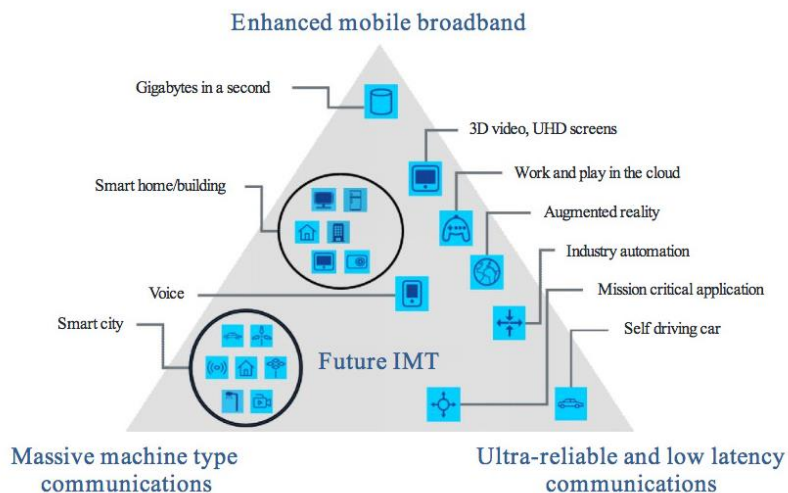 Enhanced mobile broadband
Gigabytes in a second
3D video, UHD screens
Smart home/building
Work and play in the cloud
Augmented reality
Industry automation
Voice
Mission critical application
Smart city
Self driving car
Future IMT
Massive machine type
communications
Ultra-reliable and low latency
communications